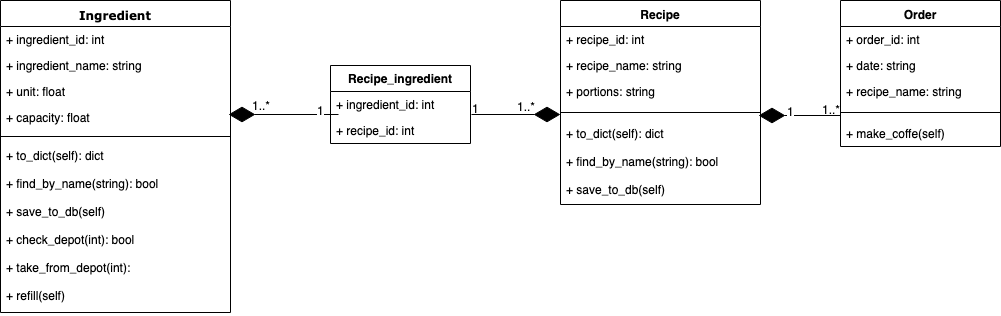 Ingredient
+ ingredient_id: int
+ ingredient_name: string
+ unit: float
+ capacity: float
+ to_dict(self): dict
+ find_by_name(string): bool
+ save_to_db(self)
+ check_depot(int): bool
+ take_from_depot(int):
+ refill(self)
1..*
1
Recipe_ingredient
+ ingredient_id: int
+ recipe_id: int
1
1..*
Recipe
+ recipe_id: int
+ recipe_name: string
+ portions: string
+ to_dict(self): dict
+ find_by_name(string): bool
+ save_to_db(self)
1
1..*
Order
+ order_id: int
+ date: string
+ recipe_name: string
+ make_coffe(self)